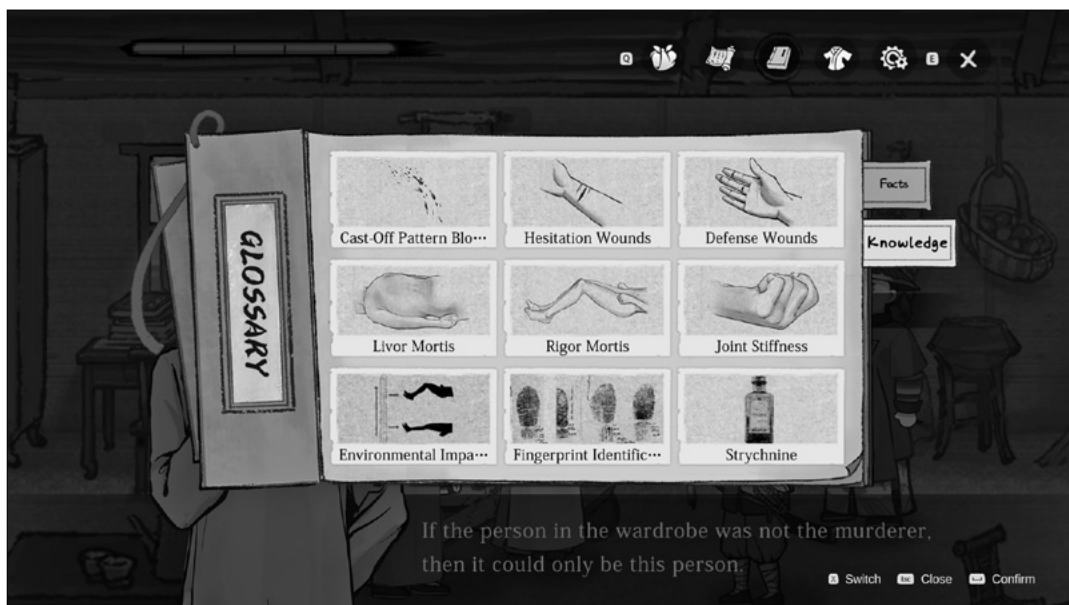 Q
E
GLOSSARY
Cast-Off Pattern Blo···
Hesitation Wounds
Defense Wounds
Livor Mortis
Rigor Mortis
Joint Stiffness
Environmental Impa···
Fingerprint Identific···
Strychnine
Facts
Knowledge
If the person in the wardrobe was not the murderer,
then it could only be this person.
X Switch
Esc Close
Confirm